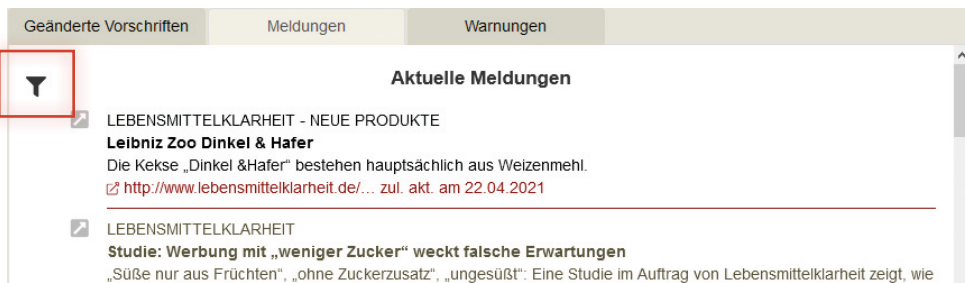 Geänderte Vorschriften Meldungen Warnungen
Aktuelle Meldungen
LEBENSMITTELKLARHEIT - NEUE PRODUKTE
Leibniz Zoo Dinkel & Hafer
Die Kekse „Dinkel &Hafer“ bestehen hauptsächlich aus Weizenmehl.
http://www.lebensmittelklarheit.de/... zul. akt. am 22.04.2021
LEBENSMITTELKLARHEIT
Studie: Werbung mit „weniger Zucker“ weckt falsche Erwartungen
„Süße nur aus Früchten“, „ohne Zuckerzusatz“, „ungesüßt“: Eine Studie im Auftrag von Lebensmittelklarheit zeigt, wie